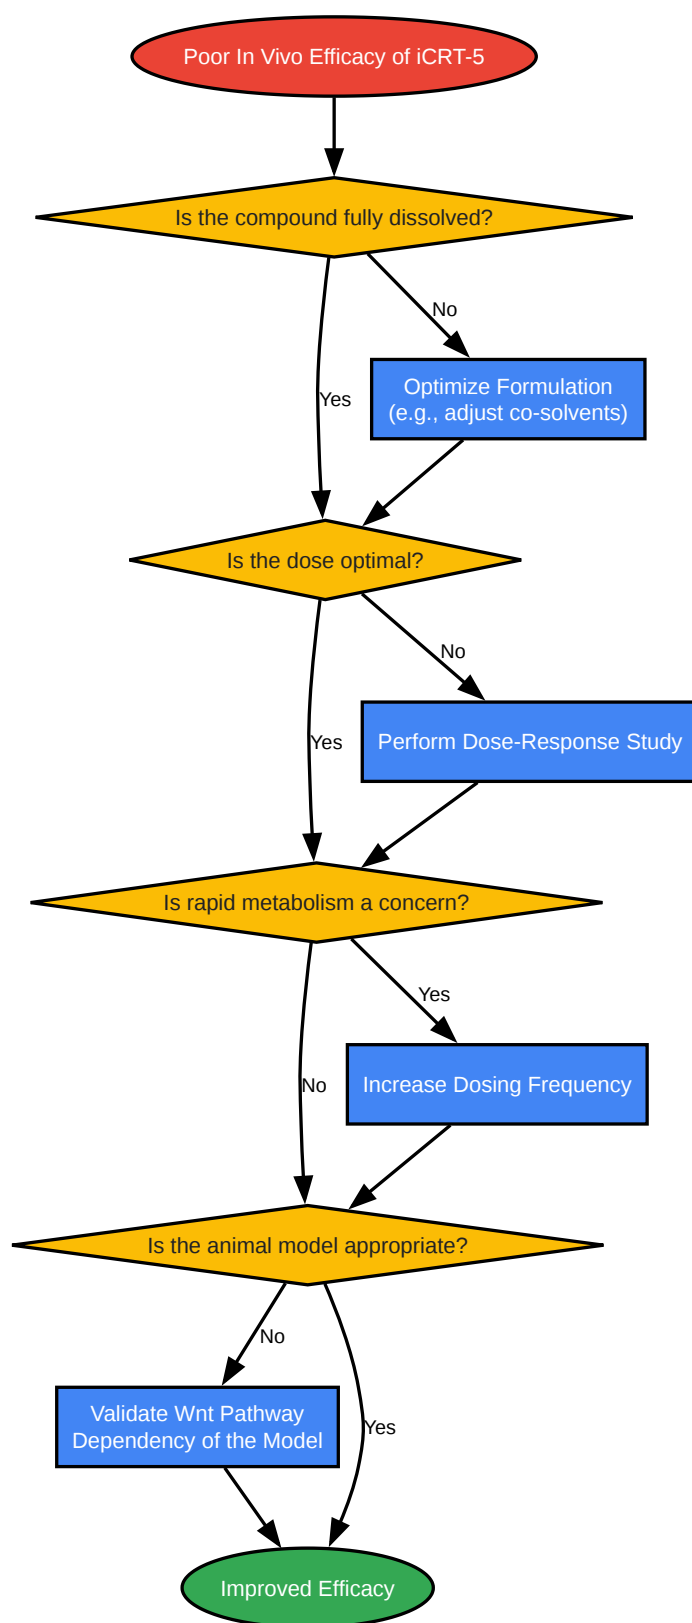 Poor In Vivo Efficacy of iCRT-5
Is the compound fully dissolved?
No
Optimize Formulation
(e.g., adjust co-solvents)
Yes
Is the dose optimal?
No
Perform Dose-Response Study
Yes
Is rapid metabolism a concern?
Yes
Increase Dosing Frequency
No
Is the animal model appropriate?
No
Validate Wnt Pathway
Dependency of the Model
Yes
Improved Efficacy